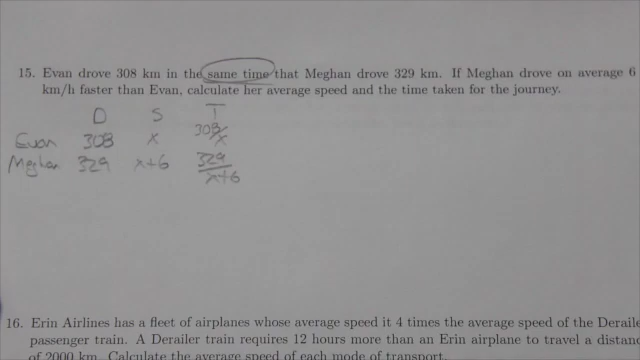 15. Evan drove 308 km in the same time that Meghan drove 329 km. If Meghan drove on average 6
km/h faster than Evan, calculate her average speed and the time taken for the journey.
D S T
Evan 308 x 308/x
Meghan 329 x+6 329/x+6
16. Erin Airlines has a fleet of airplanes whose average speed it 4 times the average speed of the Derailer
passenger train. A Derailer train requires 12 hours more than an Erin airplane to travel a distan
of 2000 km. Calculate the average speed of each mode of transport.